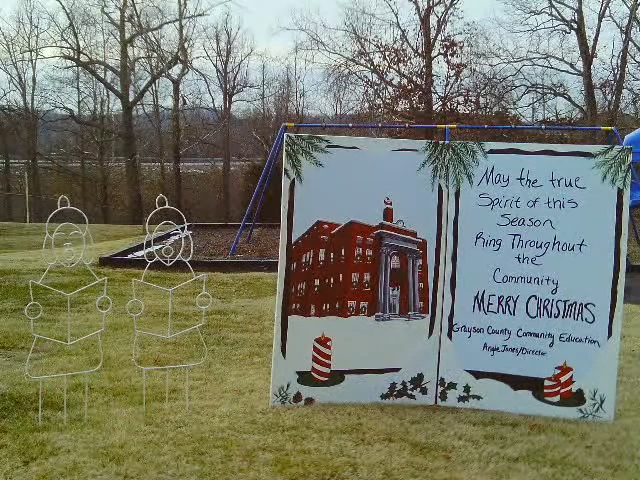 May the true
Spirit of this
Season
Ring Throughout
the
Community
MERRY CHRISTMAS
Grayson County Community Education
Angie Jones/Director